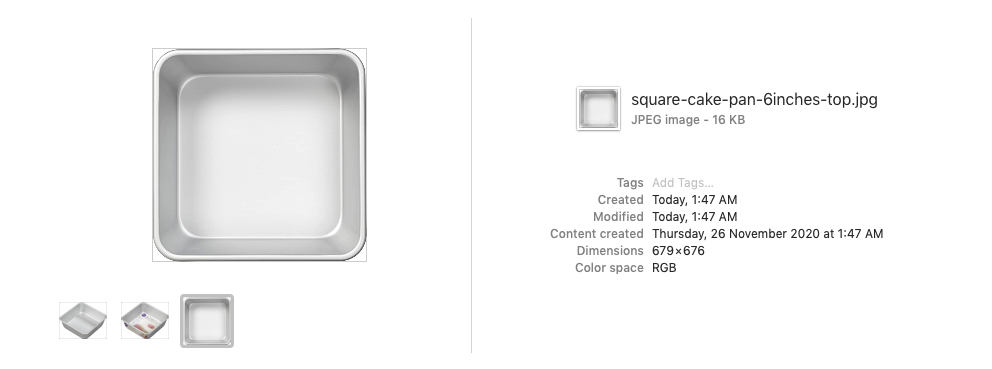 square-cake-pan-6inches-top.jpg
JPEG image - 16 KB
Tags Add Tags...
Created Today, 1:47 AM
Modified Today, 1:47 AM
Content created Thursday, 26 November 2020 at 1:47 AM
Dimensions 679×676
Color space RGB